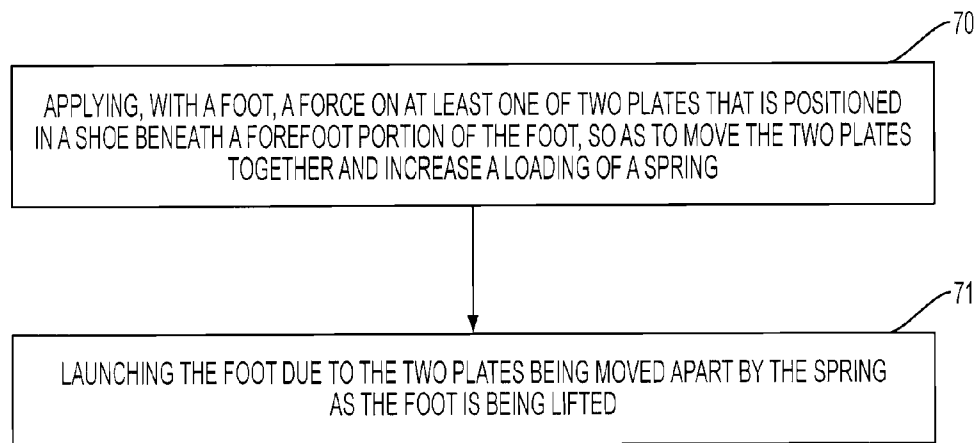 70
APPLYING, WITH A FOOT, A FORCE ON AT LEAST ONE OF TWO PLATES THAT IS POSITIONED
IN A SHOE BENEATH A FOREFOOT PORTION OF THE FOOT, SO AS TO MOVE THE TWO PLATES
TOGETHER AND INCREASE A LOADING OF A SPRING
71
LAUNCHING THE FOOT DUE TO THE TWO PLATES BEING MOVED APART BY THE SPRING
AS THE FOOT IS BEING LIFTED